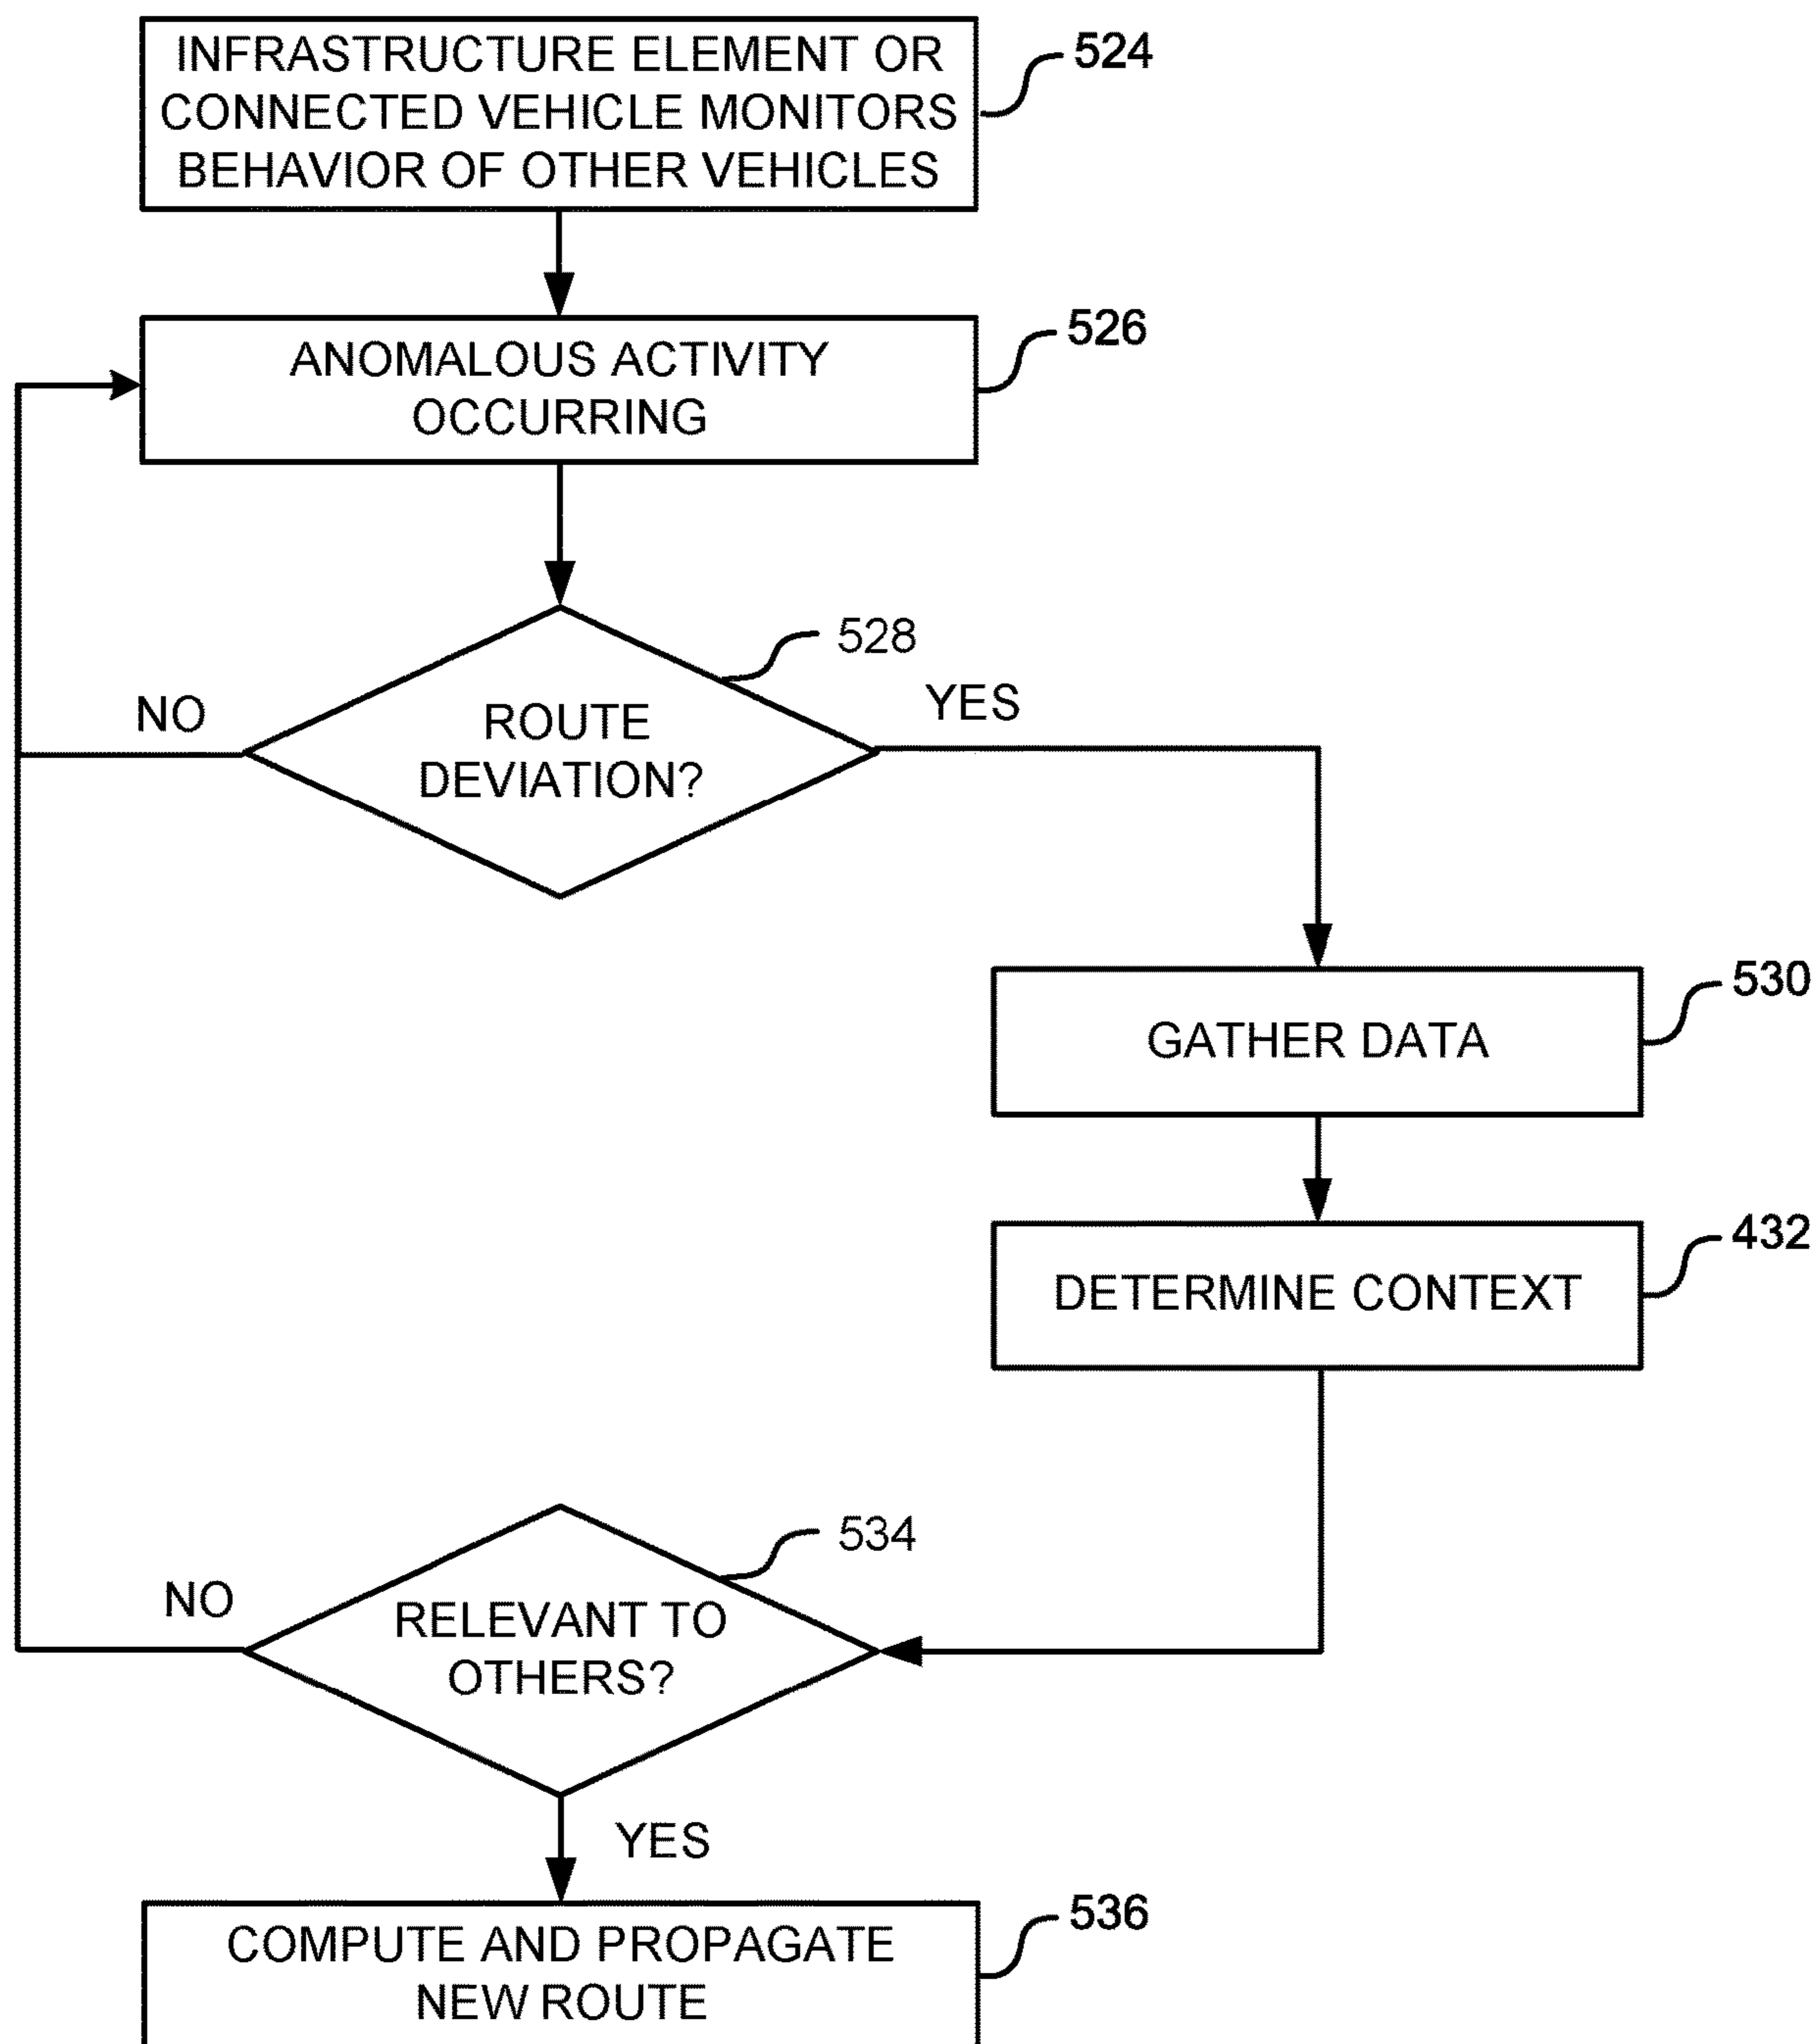 INFRASTRUCTURE ELEMENT OR
CONNECTED VEHICLE MONITORS
BEHAVIOR OF OTHER VEHICLES
524
ANOMALOUS ACTIVITY
OCCURRING
526
528
NO
YES
ROUTE
DEVIATION?
530
GATHER DATA
432
DETERMINE CONTEXT
534
NO
RELEVANT TO
OTHERS?
YES
536
COMPUTE AND PROPAGATE
NEW ROUTE